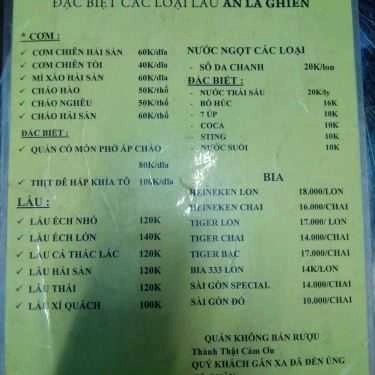 ĐẶC BIỆT CÁC LOẠI LẨU ĂN LÀ GHIỀN
* CƠM :
CƠM CHIÊN HẢI SẢN 60K/dĩa
CƠM CHIÊN TỎI 40K/dĩa
MÌ XÀO HẢI SẢN 60K/dĩa
CHÁO HÀO 50K/thố
CHÁO NGHÊU 50K/thố
CHÁO HẢI SẢN 60K/thố
ĐẶC BIỆT :
QUÁN CÓ MÓN PHỞ ÁP CHẢO
80K/dĩa
THỊT DÊ HẤP KHÍA TÔ 100K/dĩa
LẨU :
LẨU ẾCH NHỎ 120K
LẨU ẾCH LỚN 140K
LẨU CÁ THÁC LÁC 120K
LẨU HẢI SẢN 120K
LẨU THÁI 120K
LẨU XÍ QUÁCH 100K
NƯỚC NGỌT CÁC LOẠI
- SÔ ĐA CHANH 20K/lon
ĐẶC BIỆT :
- NƯỚC TRÁI SẤU 20K/ly
- BÒ HÚC 16K
- 7 ÚP 10K
- COCA 10K
- STING 10K
- NƯỚC SUỐI 10K
BIA
HEINEKEN LON 18.000/LON
HEINEKEN CHAI 16.000/CHAI
TIGER LON 17.000/ LON
TIGER CHAI 14.000/CHAI
TIGER BẠC 17.000/CHAI
BIA 333 LON 14K/LON
SÀI GÒN SPECIAL 14.000/CHAI
SÀI GÒN ĐỎ 10.000/CHAI
QUÁN KHÔNG BÁN RƯỢU
Thành Thật Cảm Ơn
QUÝ KHÁCH GẦN XA ĐÃ ĐẾN ỦNG